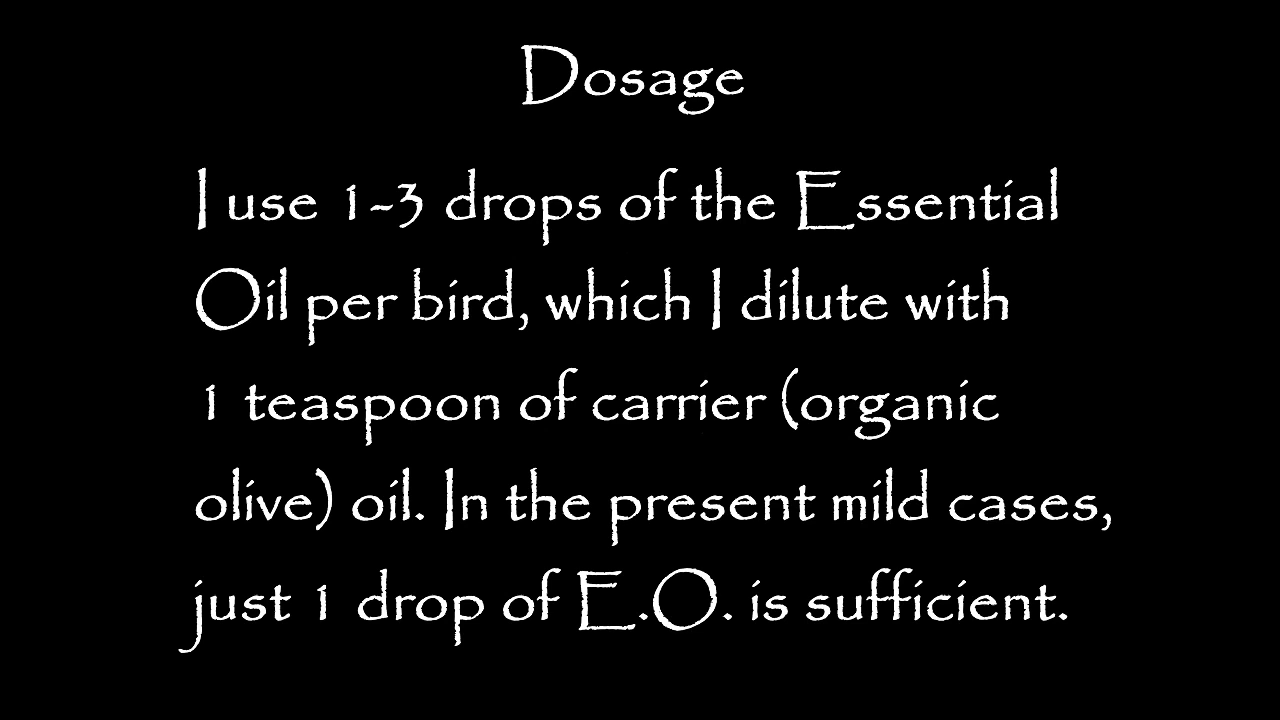 Dosage
I use 1-3 drops of the Essential
Oil per bird, which I dilute with
1 teaspoon of carrier (organic
olive) oil. In the present mild cases,
just 1 drop of E.O. is sufficient.